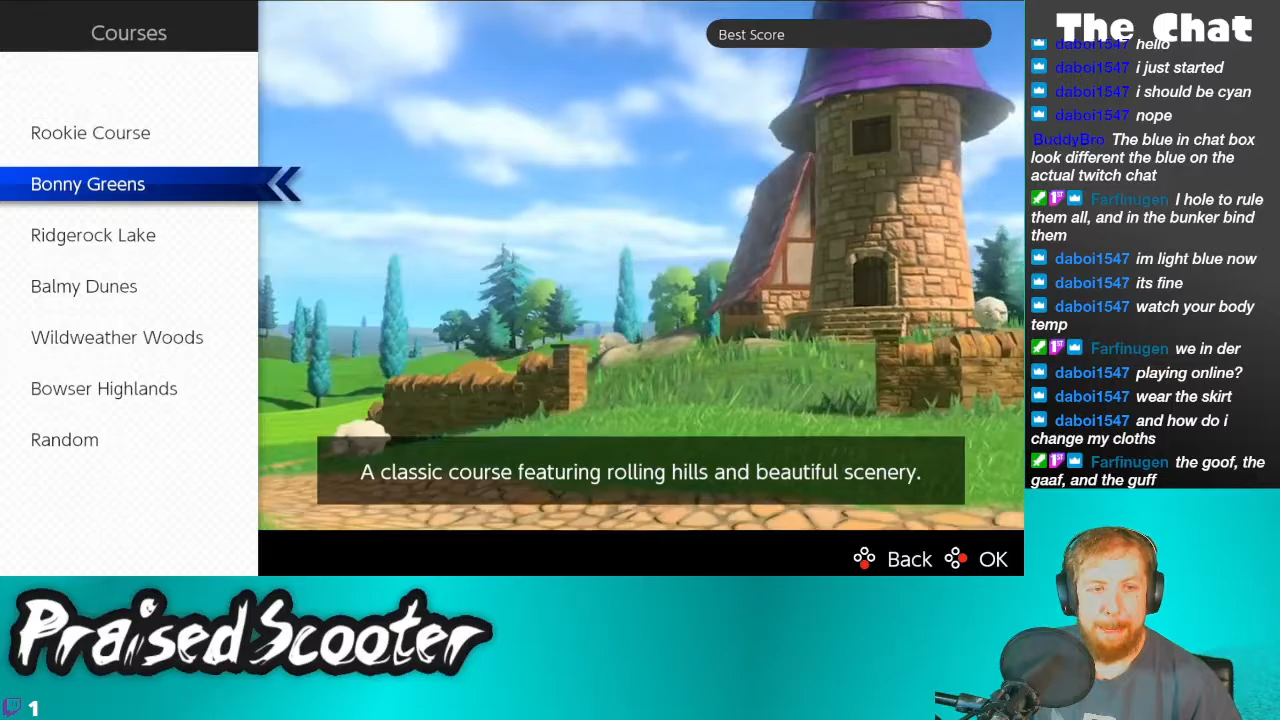 Courses
Rookie Course
Bonny Greens
Ridgerock Lake
Balmy Dunes
Wildweather Woods
Bowser Highlands
Random
Best Score
A classic course featuring rolling hills and beautiful scenery.
Back OK
The Chat
daboi1547 hello
daboi1547 i just started
daboi1547 i should be cyan
daboi1547 nope
BuddyBro The blue in chat box
look different the blue on the
actual twitch chat
Farfinugen I hole to rule
them all, and in the bunker bind
them
daboi1547 im light blue now
daboi1547 its fine
daboi1547 watch your body
temp
Farfinugen we in der
daboi1547 playing online?
daboi1547 wear the skirt
daboi1547 and how do i
change my cloths
Farfinugen the goof, the
gaaf, and the guff
PraisedScooter
1